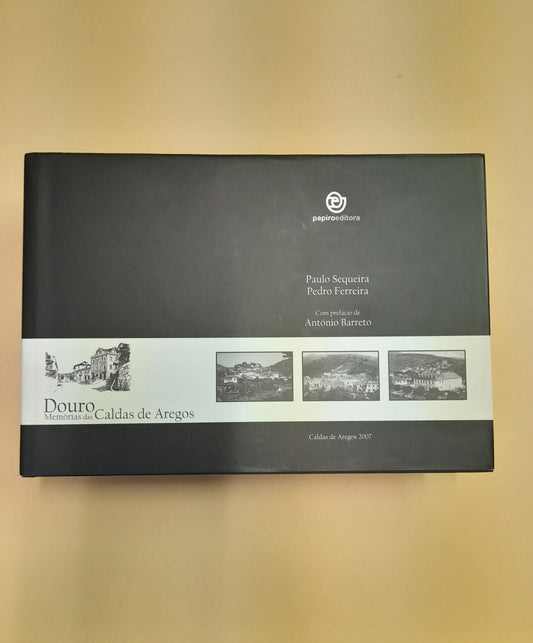 papiroeditora
Paulo Sequeira
Pedro Ferreira
Com prefácio de
António Barreto
Douro
Memórias das Caldas de Aregos
Caldas de Aregos 2007